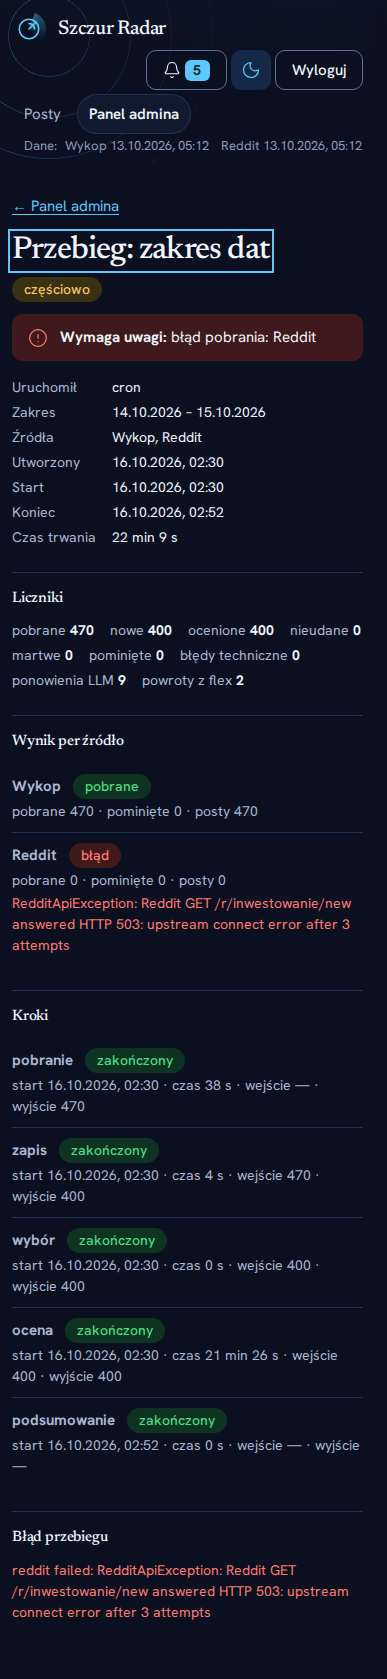 Szczur Radar
5
Wyloguj
Posty Panel admina
Dane: Wykop 13.10.2026, 05:12 Reddit 13.10.2026, 05:12
← Panel admina
Przebieg: zakres dat
częściowo
Wymaga uwagi: błąd pobrania: Reddit
Uruchomił cron
Zakres 14.10.2026 – 15.10.2026
Źródła Wykop, Reddit
Utworzony 16.10.2026, 02:30
Start 16.10.2026, 02:30
Koniec 16.10.2026, 02:52
Czas trwania 22 min 9 s
Liczniki
pobrane 470 nowe 400 ocenione 400 nieudane 0
martwe 0 pominięte 0 błędy techniczne 0
ponowienia LLM 9 powroty z flex 2
Wynik per źródło
Wykop pobrane
pobrane 470 · pominięte 0 · posty 470
Reddit błąd
pobrane 0 · pominięte 0 · posty 0
RedditApiException: Reddit GET /r/inwestowanie/new
answered HTTP 503: upstream connect error after 3
attempts
Kroki
pobranie zakończony
start 16.10.2026, 02:30 · czas 38 s · wejście — ·
wyjście 470
zapis zakończony
start 16.10.2026, 02:30 · czas 4 s · wejście 470 ·
wyjście 400
wybór zakończony
start 16.10.2026, 02:30 · czas 0 s · wejście 400 ·
wyjście 400
ocena zakończony
start 16.10.2026, 02:30 · czas 21 min 26 s · wejście
400 · wyjście 400
podsumowanie zakończony
start 16.10.2026, 02:52 · czas 0 s · wejście — · wyjście
—
Błąd przebiegu
reddit failed: RedditApiException: Reddit GET
/r/inwestowanie/new answered HTTP 503: upstream
connect error after 3 attempts